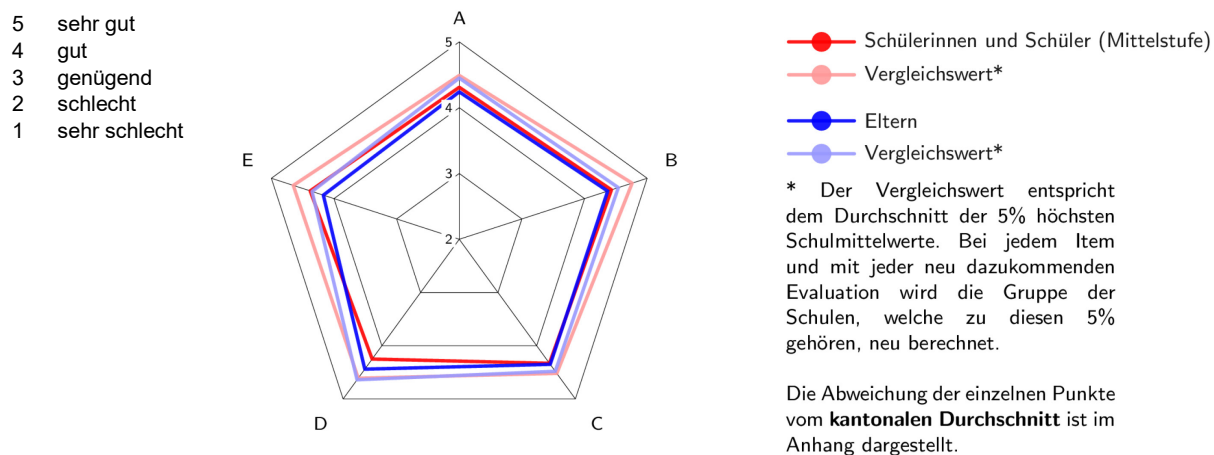 5 sehr gut
4 gut
3 genügend
2 schlecht
1 sehr schlecht
A
5
4
3
2
E
B
D
C
Schülerinnen und Schüler (Mittelstufe)
Vergleichswert*
Eltern
Vergleichswert*
* Der Vergleichswert entspricht
dem Durchschnitt der 5% höchsten
Schulmittelwerte. Bei jedem Item
und mit jeder neu dazukommenden
Evaluation wird die Gruppe der
Schulen, welche zu diesen 5%
gehören, neu berechnet.
Die Abweichung der einzelnen Punkte
vom kantonalen Durchschnitt ist im
Anhang dargestellt.